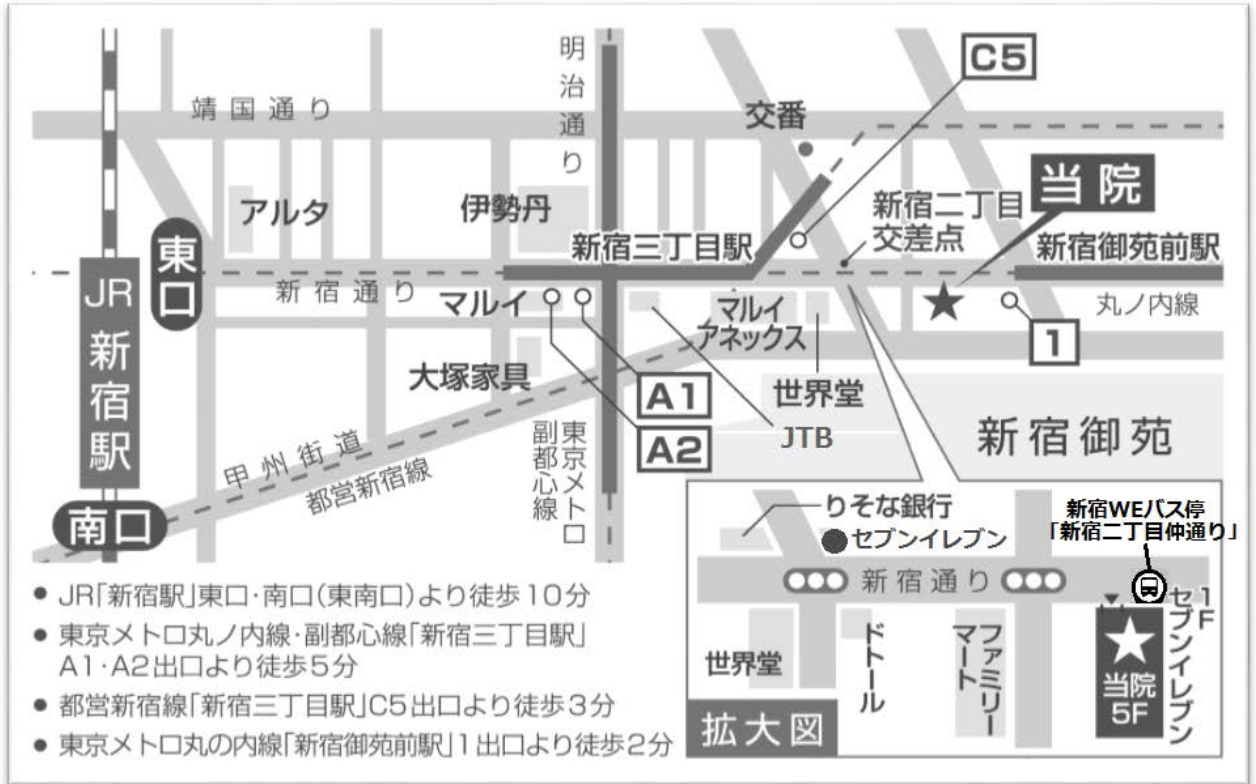 C5
明治通り
交番
靖国通り
当院
アルタ
伊勢丹
新宿二丁目
交差点
東口
新宿三丁目駅
新宿御苑前駅
JR新宿駅
新宿通り
マルイ
マルイ
アネックス
丸ノ内線
1
大塚家具
A1
世界堂
A2
JTB
新宿御苑
東京メトロ
副都心線
甲州街道
都営新宿線
南口
りそな銀行
セブンイレブン
新宿WEバス停
「新宿二丁目仲通り」
新宿通り
1F
セブンイレブン
世界堂
ドトール
ファミリー
マート
当院
5F
拡大図
● JR「新宿駅」東口・南口(東南口)より徒歩10分
● 東京メトロ丸ノ内線・副都心線「新宿三丁目駅」
A1・A2出口より徒歩5分
● 都営新宿線「新宿三丁目駅」C5出口より徒歩3分
● 東京メトロ丸の内線「新宿御苑前駅」1出口より徒歩2分